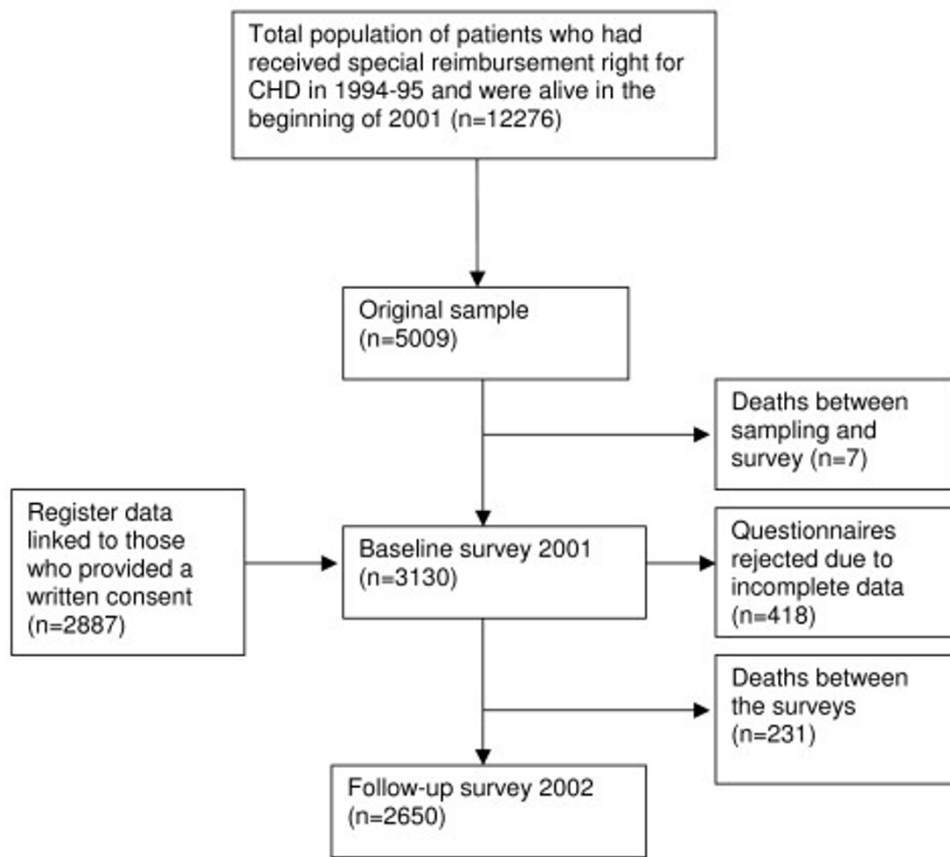 Total population of patients who had
received special reimbursement right for
CHD in 1994-95 and were alive in the
beginning of 2001 (n=12276)
Original sample
(n=5009)
Deaths between
sampling and
survey (n=7)
Register data
linked to those
who provided a
written consent
(n=2887)
Baseline survey 2001
(n=3130)
Questionnaires
rejected due to
incomplete data
(n=418)
Deaths between
the surveys
(n=231)
Follow-up survey 2002
(n=2650)